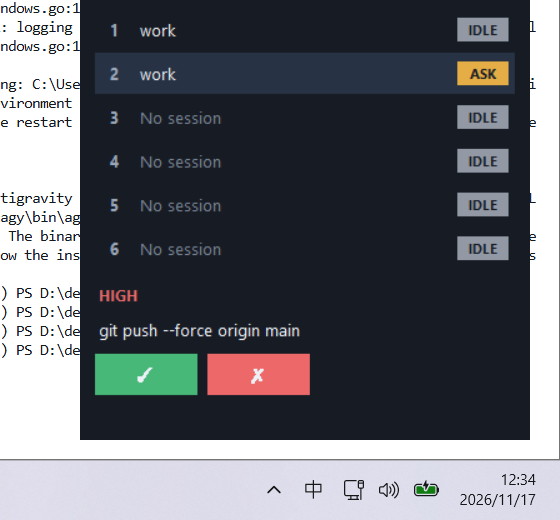 ndows.go:1
: logging
ndows.go:1
ng: C:\Use
vironment
e restart
tigravity
agy\bin\ag
The binar
ow the ins
) PS D:\de
) PS D:\de
) PS D:\de
) PS D:\de
1 work IDLE
2 work ASK
3 No session IDLE
4 No session IDLE
5 No session IDLE
6 No session IDLE
HIGH
git push --force origin main
✓ ✗
中
12:34
2026/11/17